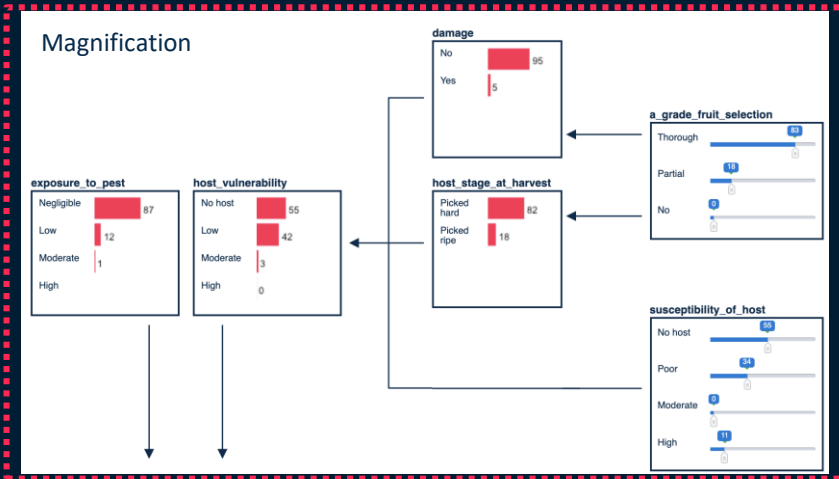 Magnification
damage
No 95
Yes 5
a_grade_fruit_selection
Thorough 83
Partial 18
No 0
exposure_to_pest
Negligible 87
Low 12
Moderate 1
High
host_vulnerability
No host 55
Low 42
Moderate 3
High 0
host_stage_at_harvest
Picked
hard 82
Picked
ripe 18
susceptibility_of_host
No host 55
Poor 34
Moderate 0
High 11